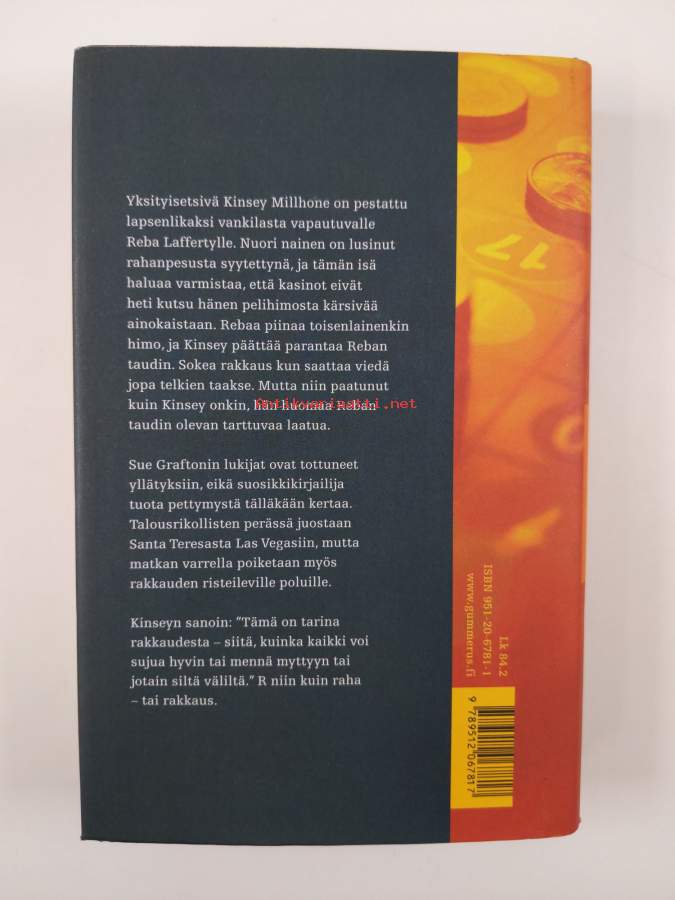 Yksityisetsivä Kinsey Millhone on pestattu
lapsenlikaksi vankilasta vapautuvalle
Reba Laffertylle. Nuori nainen on lusinut
rahanpesusta syytettynä, ja tämän isä
haluaa varmistaa, että kasinot eivät
heti kutsu hänen pelihimosta kärsivää
ainokaistaan. Rebaa piinaa toisenlainenkin
himo, ja Kinsey päättää parantaa Reban
taudin. Sokea rakkaus kun saattaa viedä
jopa telkien taakse. Mutta niin paatunut
kuin Kinsey onkin, hän huomaa Reban
taudin olevan tarttuvaa laatua.
Sue Graftonin lukijat ovat tottuneet
yllätyksiin, eikä suosikkikirjailija
tuota pettymystä tälläkään kertaa.
Talousrikollisten perässä juostaan
Santa Teresasta Las Vegasiin, mutta
matkan varrella poiketaan myös
rakkauden risteileville poluille.
Kinseyn sanoin: ”Tämä on tarina
rakkaudesta – siitä, kuinka kaikki voi
sujua hyvin tai mennä myttyyn tai
jotain siltä väliltä.” R niin kuin raha
– tai rakkaus.
Antikvariaatti.net
17
Lk 84.2
ISBN 951-20-6781-1
www.gummerus.fi
9 789512 067817